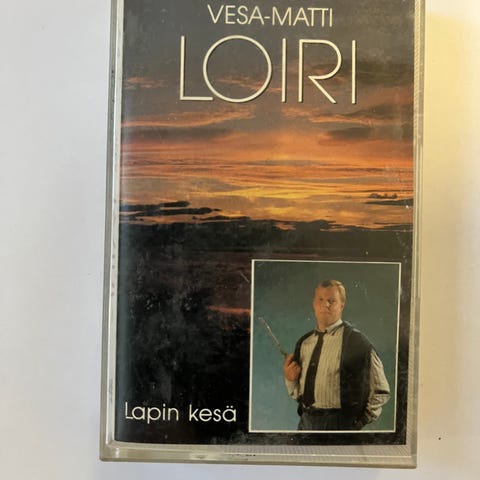 VESA-MATTI
LOIRI
Lapin kesä